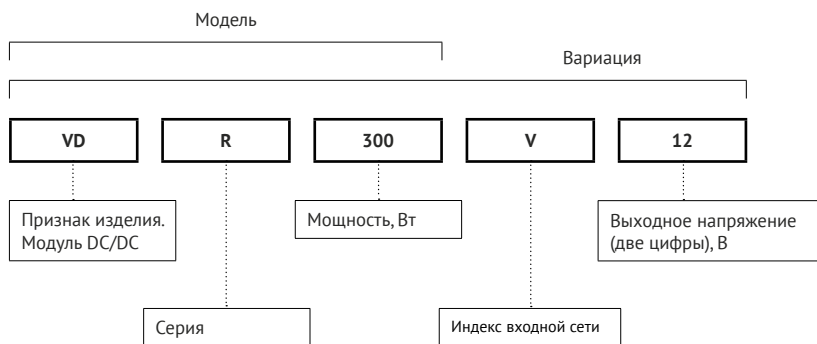 Модель
Вариация
VD
R
300
V
12
Признак изделия.
Модуль DC/DC
Мощность, Вт
Выходное напряжение
(две цифры), В
Серия
Индекс входной сети